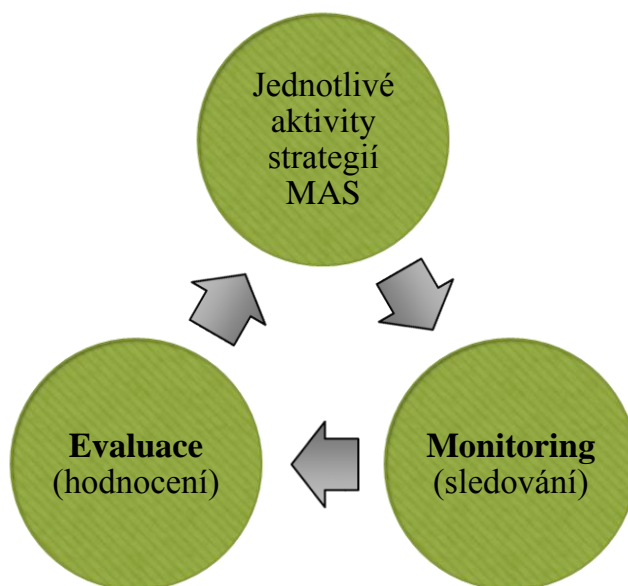 Jednotlivé
aktivity
strategií
MAS
Evaluace
(hodnocení)
Monitoring
(sledování)